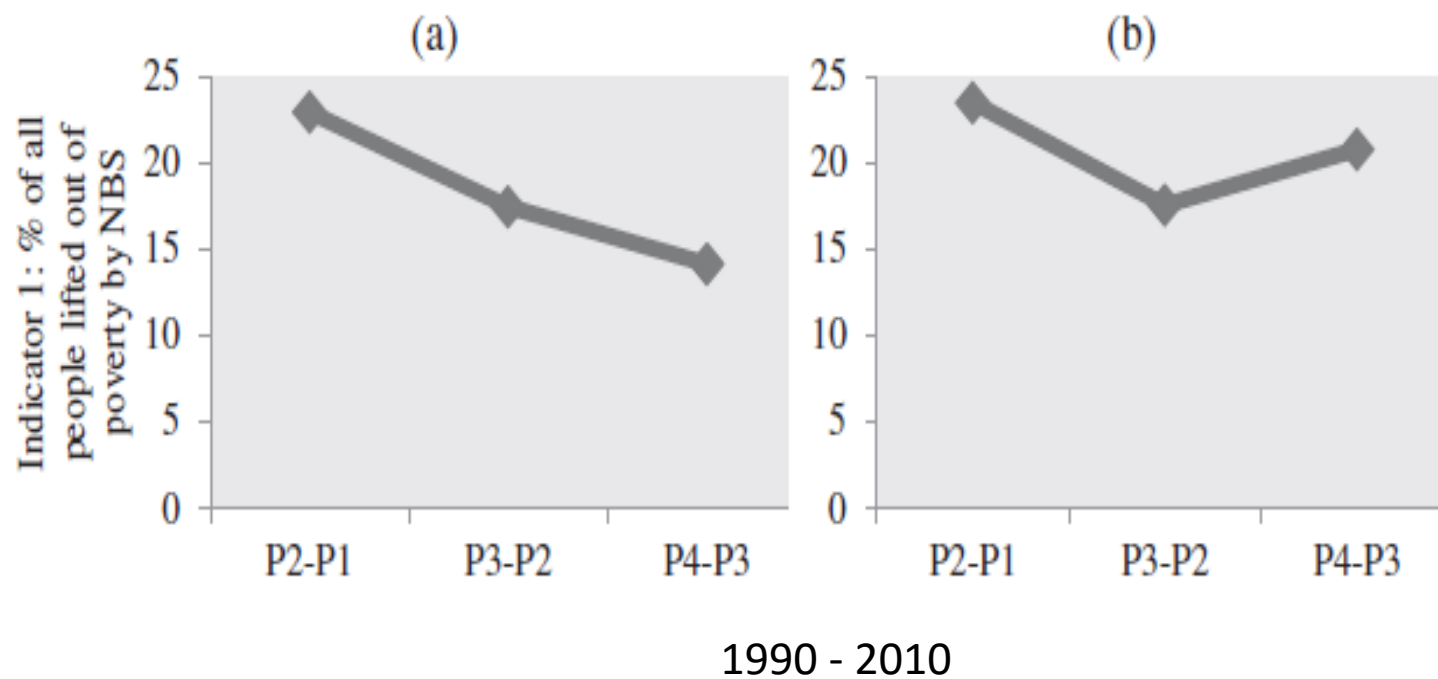 (a)
Indicator 1: % of all
people lifted out of
poverty by NBS
25
20
15
10
5
0
P2-P1 P3-P2 P4-P3
(b)
25
20
15
10
5
0
P2-P1 P3-P2 P4-P3
1990 - 2010